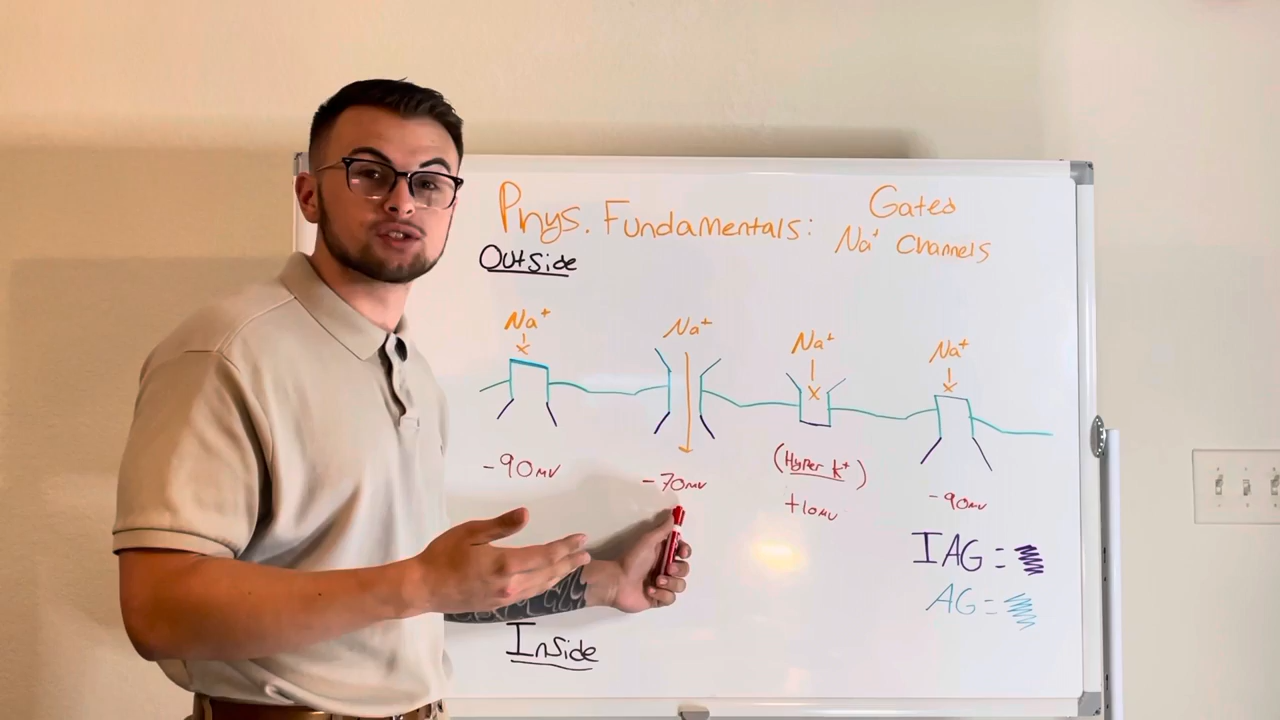 Phys. Fundamentals: Gated
Na⁺ Channels
Outside
Na⁺ Na⁺ Na⁺ Na⁺
x x x
-90mV -70mV (Hyper K⁺) -90mV
+10mV
IAG =
AG =
Inside